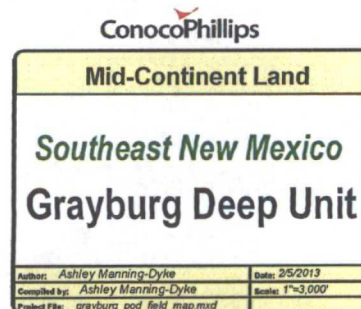 ConocoPhillips
Mid-Continent Land
Southeast New Mexico
Grayburg Deep Unit
Author: Ashley Manning-Dyke Date: 2/5/2013
Compiled by: Ashley Manning-Dyke Scale: 1"=3,000'
Project File: grayburg_pod_field_map.mxd